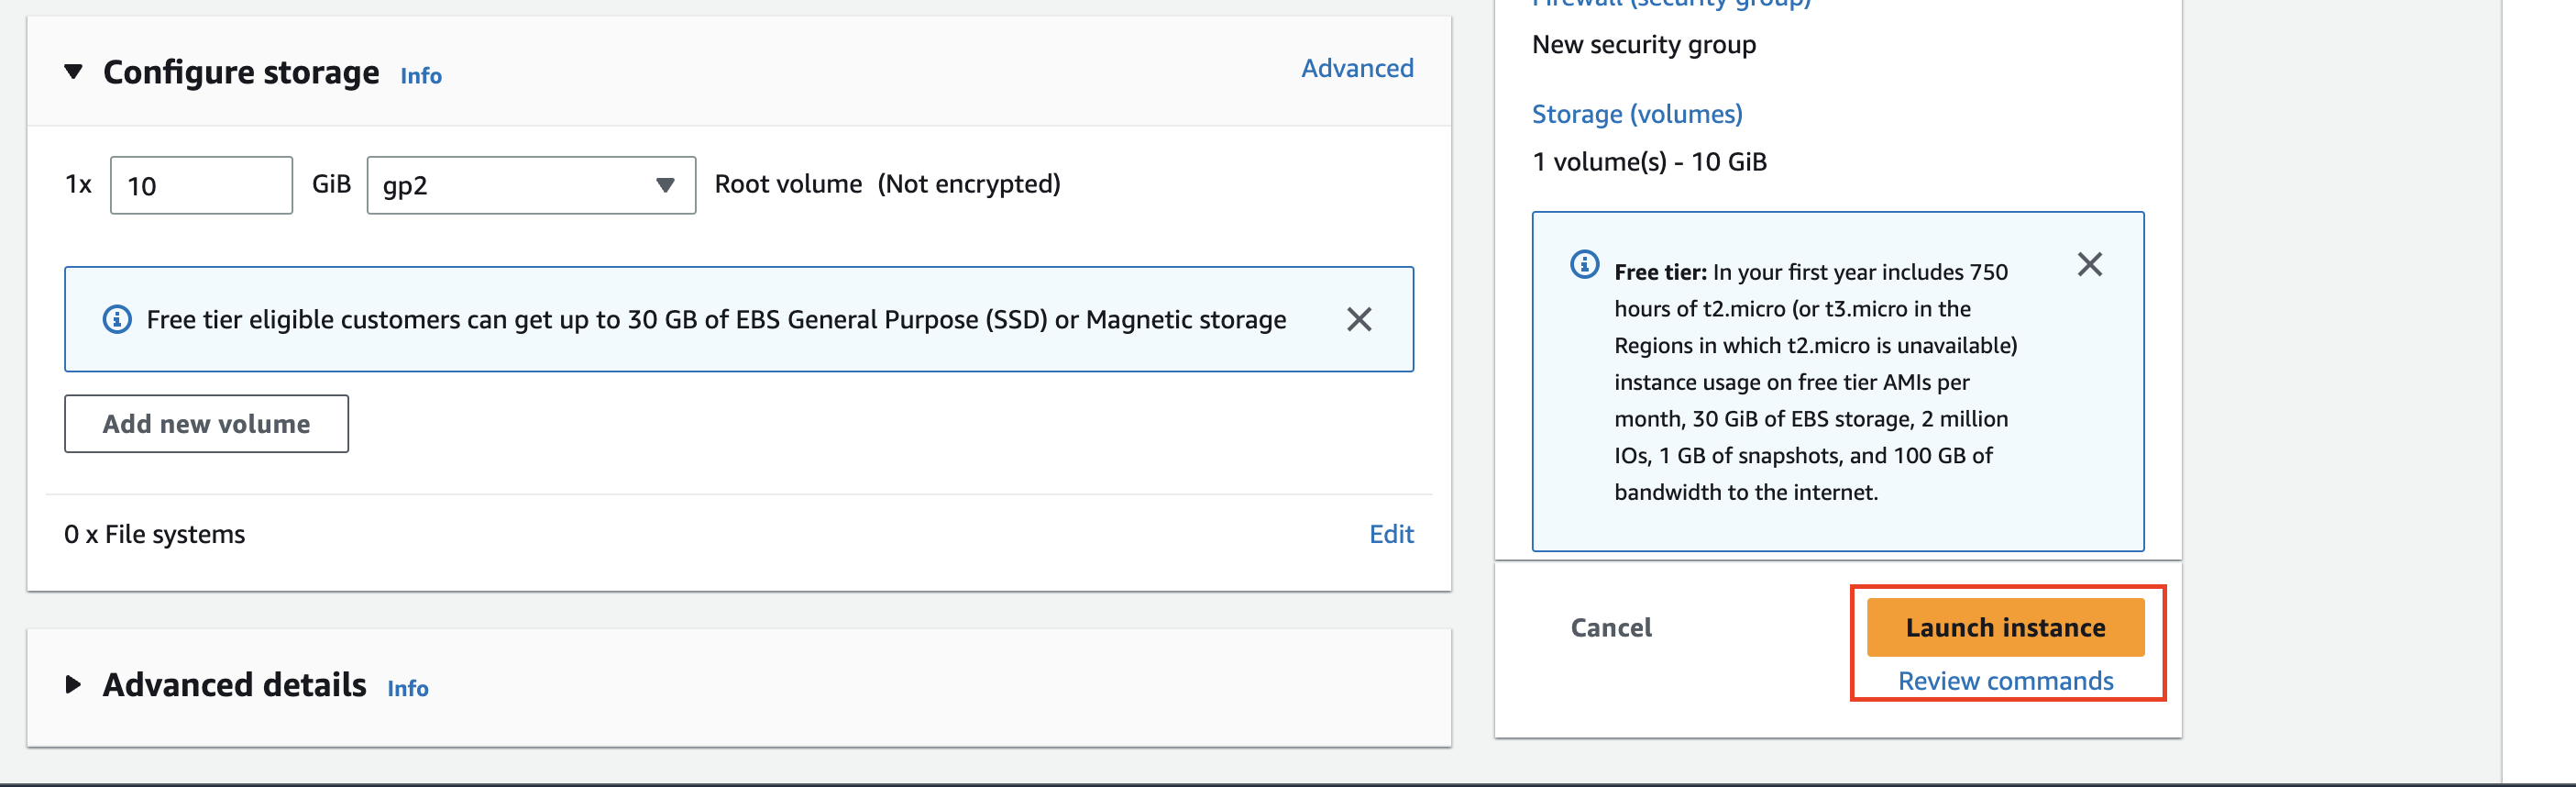 Configure storage Info
Advanced
1x 10 GiB gp2 Root volume (Not encrypted)
Free tier eligible customers can get up to 30 GB of EBS General Purpose (SSD) or Magnetic storage
Add new volume
0 x File systems
Edit
Advanced details Info
Firewall (security group)
New security group
Storage (volumes)
1 volume(s) - 10 GiB
Free tier: In your first year includes 750
hours of t2.micro (or t3.micro in the
Regions in which t2.micro is unavailable)
instance usage on free tier AMIs per
month, 30 GiB of EBS storage, 2 million
IOs, 1 GB of snapshots, and 100 GB of
bandwidth to the internet.
Cancel
Launch instance
Review commands